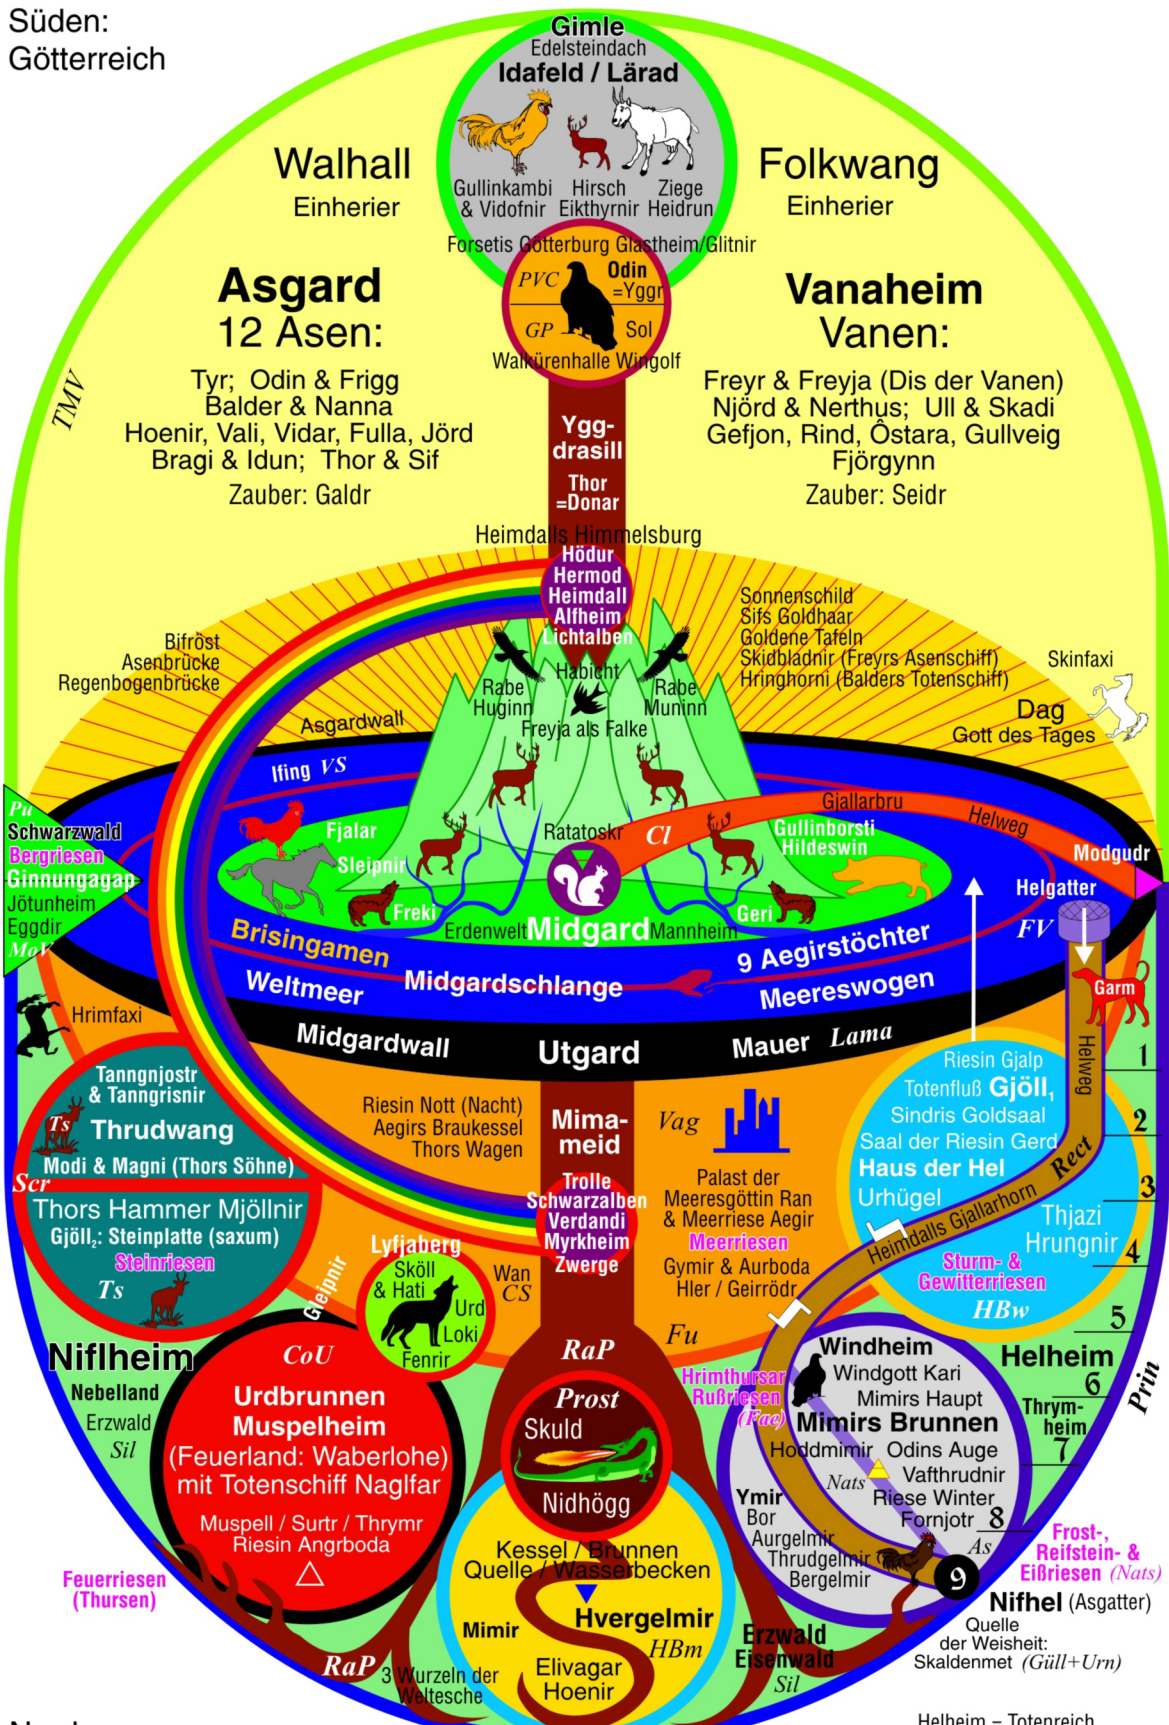 Süden:
Götterreich
Gimle
Edelsteindach
Idafeld / Lärad
Gullinkambi
& Vidofnir
Hirsch
Eikthyrnir
Ziege
Heidrun
Forsetis Götterburg Glastheim/Glitnir
PVC
Odin
=Yggr
GP
Sol
Walkürenhalle Wingolf
Walhall
Einherier
Folkwang
Einherier
Asgard
12 Asen:
Tyr; Odin & Frigg
Balder & Nanna
Hoenir, Vali, Vidar, Fulla, Jörd
Bragi & Idun; Thor & Sif
Zauber: Galdr
Vanaheim
Vanen:
Freyr & Freyja (Dis der Vanen)
Njörd & Nerthus; Ull & Skadi
Gefjon, Rind, Ôstara, Gullveig
Fjörgynn
Zauber: Seidr
TMV
Ygg-
drasill
Thor
=Donar
Heimdalls Himmelsburg
Hödur
Hermod
Heimdall
Alfheim
Lichtalben
Bifröst
Asenbrücke
Regenbogenbrücke
Sonnenschild
Sifs Goldhaar
Goldene Tafeln
Skidbladnir (Freyrs Asenschiff)
Hringhorni (Balders Totenschiff)
Skinfaxi
Dag
Gott des Tages
Habicht
Rabe
Huginn
Rabe
Muninn
Freyja als Falke
Asgardwall
Ifing VS
Pu
Schwarzwald
Bergriesen
Ginnungagap
Jötunheim
Eggdir
MoV
Fjalar
Sleipnir
Freki
Ratatoskr
Cl
Gjallarbru
Helweg
Gullinborsti
Hildeswin
Modgudr
Helgatter
FV
Geri
Erdenwelt Midgard Mannheim
Brisingamen
Weltmeer
Midgardschlange
9 Aegirstöchter
Meereswogen
Midgardwall
Utgard
Mauer Lama
Garm
Helweg
Hrimfaxi
Tanngnjostr
& Tanngrisnir
Ts
Thrudwang
Modi & Magni (Thors Söhne)
Scr
Thors Hammer Mjöllnir
Gjöll2: Steinplatte (saxum)
Steinriesen
Ts
Riesin Nott (Nacht)
Aegirs Braukessel
Thors Wagen
Mima-
meid
Vag
Trolle
Schwarzalben
Verdandi
Myrkheim
Zwerge
Palast der
Meeresgöttin Ran
& Meerriese Aegir
Meerriesen
Gymir & Aurboda
Hler / Geirrödr
Riesin Gjalp
Totenfluß Gjöll1
Sindris Goldsaal
Saal der Riesin Gerd
Haus der Hel
Urhügel
Rect
Heimdalls Gjallarhorn
Thjazi
Hrungnir
Sturm- &
Gewitterriesen
HBw
1
2
3
4
5
6
7
8
9
Gleipnir
Lyfjaberg
Sköll
& Hati
Urd
Loki
Fenrir
Wan
CS
Fu
RaP
Niflheim
Nebelland
Erzwald
Sil
CoU
Urdbrunnen
Muspelheim
(Feuerland: Waberlohe)
mit Totenschiff Naglfar
Muspell / Surtr / Thrymr
Riesin Angrboda
Feuerriesen
(Thursen)
Prost
Skuld
Nidhögg
Hrimthursar
Rußriesen
(Fae)
Windheim
Windgott Kari
Mimirs Haupt
Mimirs Brunnen
Hoddmimir
Odins Auge
Nats
Vafthrudnir
Riese Winter
Fornjotr
As
Ymir
Bor
Aurgelmir
Thrudgelmir
Bergelmir
Helheim
Thrym-
heim
Prin
Frost-,
Reifstein- &
Eißriesen (Nats)
Nifhel (Asgatter)
Quelle
der Weisheit:
Skaldenmet (Güll+Urn)
Kessel / Brunnen
Quelle / Wasserbecken
Mimir
Hvergelmir
HBm
Elivagar
Hoenir
RaP
3 Wurzeln der
Weltesche
Erzwald
Eisenwald
Sil
Helheim – Totenreich